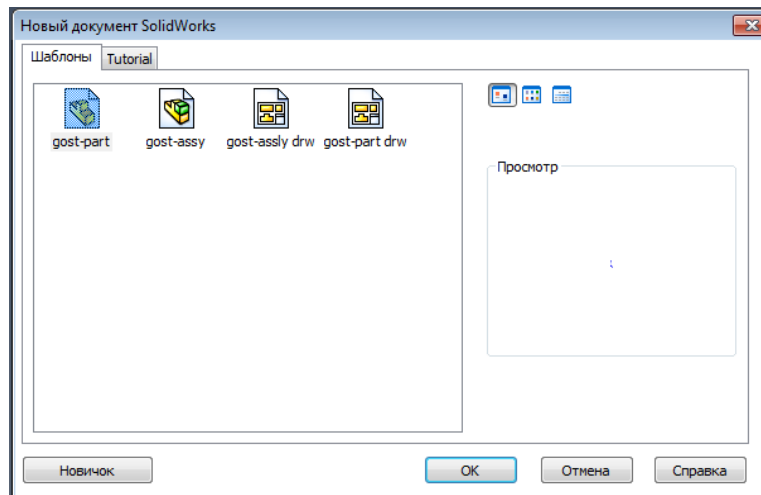 Новый документ SolidWorks
Шаблоны Tutorial
gost-part gost-assy gost-assly drw gost-part drw
Просмотр
Новичок OK Отмена Справка